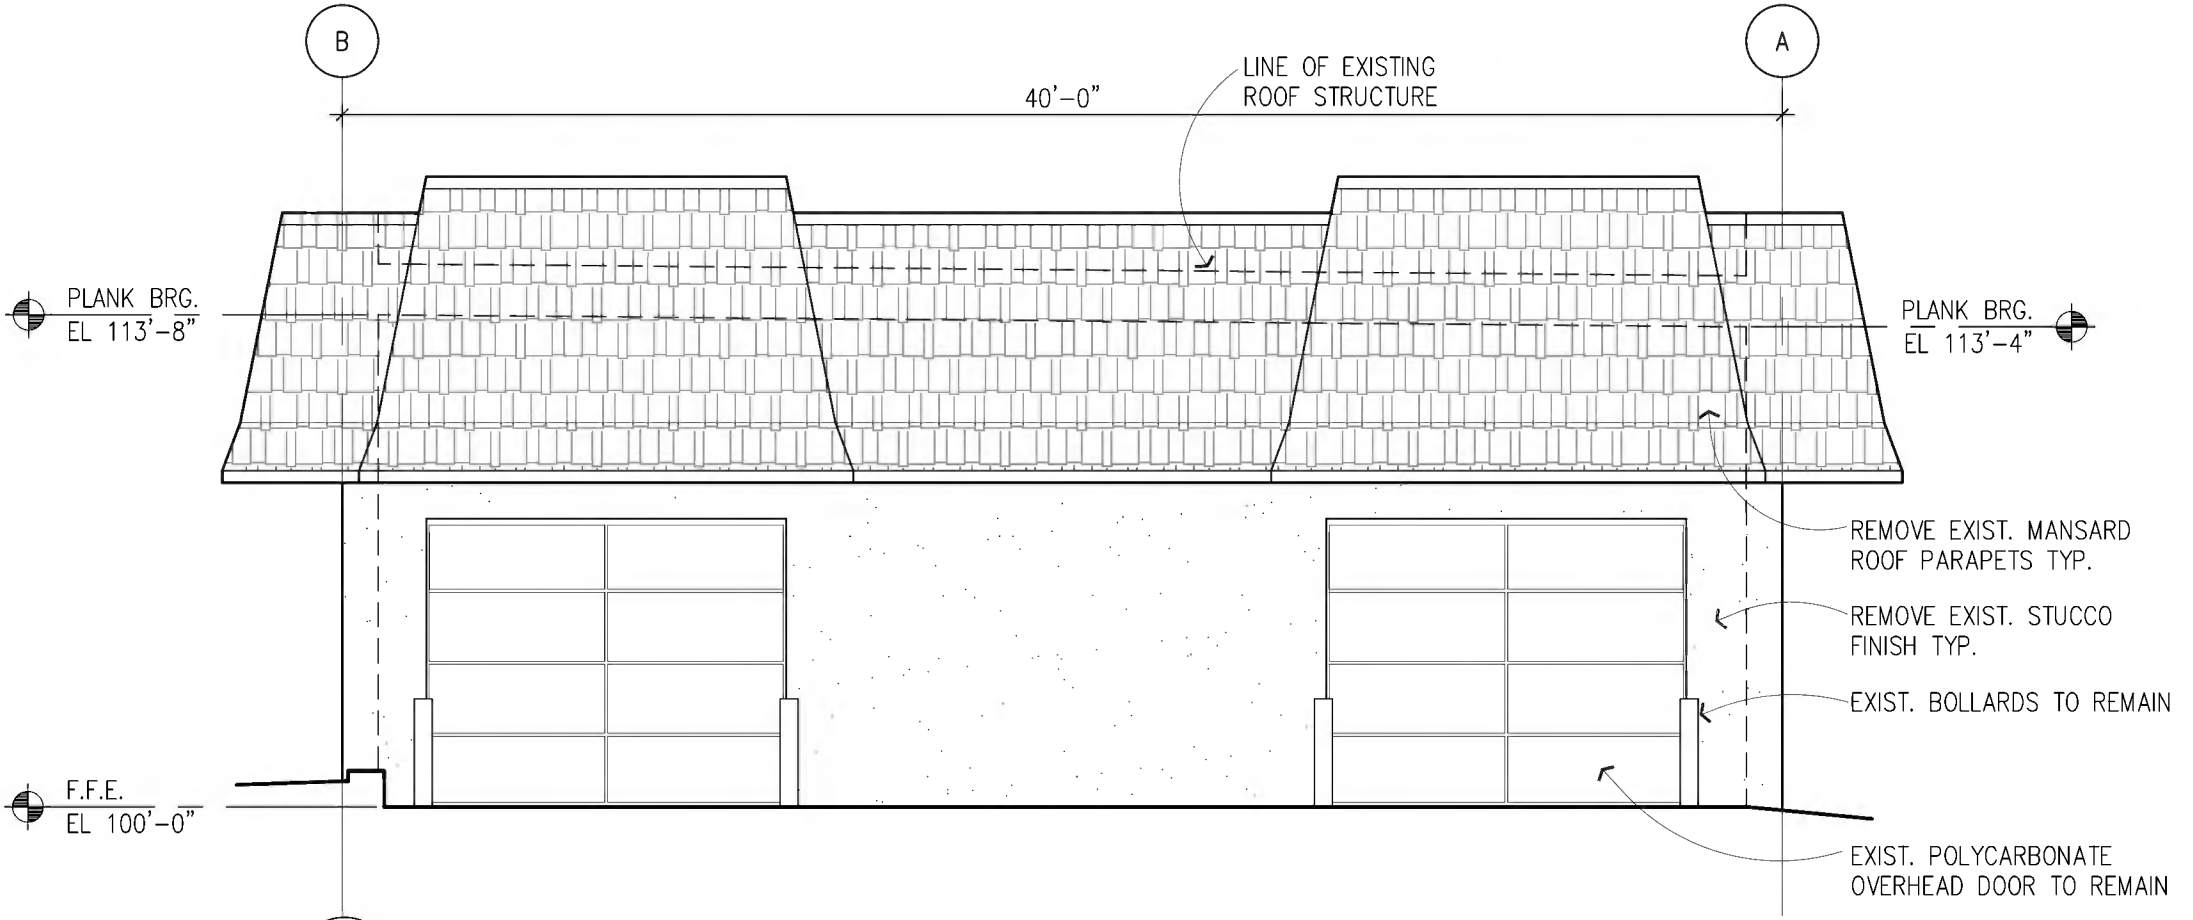 B
A
40'-0"
LINE OF EXISTING
ROOF STRUCTURE
PLANK BRG.
EL 113'-8"
PLANK BRG.
EL 113'-4"
REMOVE EXIST. MANSARD
ROOF PARAPETS TYP.
REMOVE EXIST. STUCCO
FINISH TYP.
EXIST. BOLLARDS TO REMAIN
F.F.E.
EL 100'-0"
EXIST. POLYCARBONATE
OVERHEAD DOOR TO REMAIN